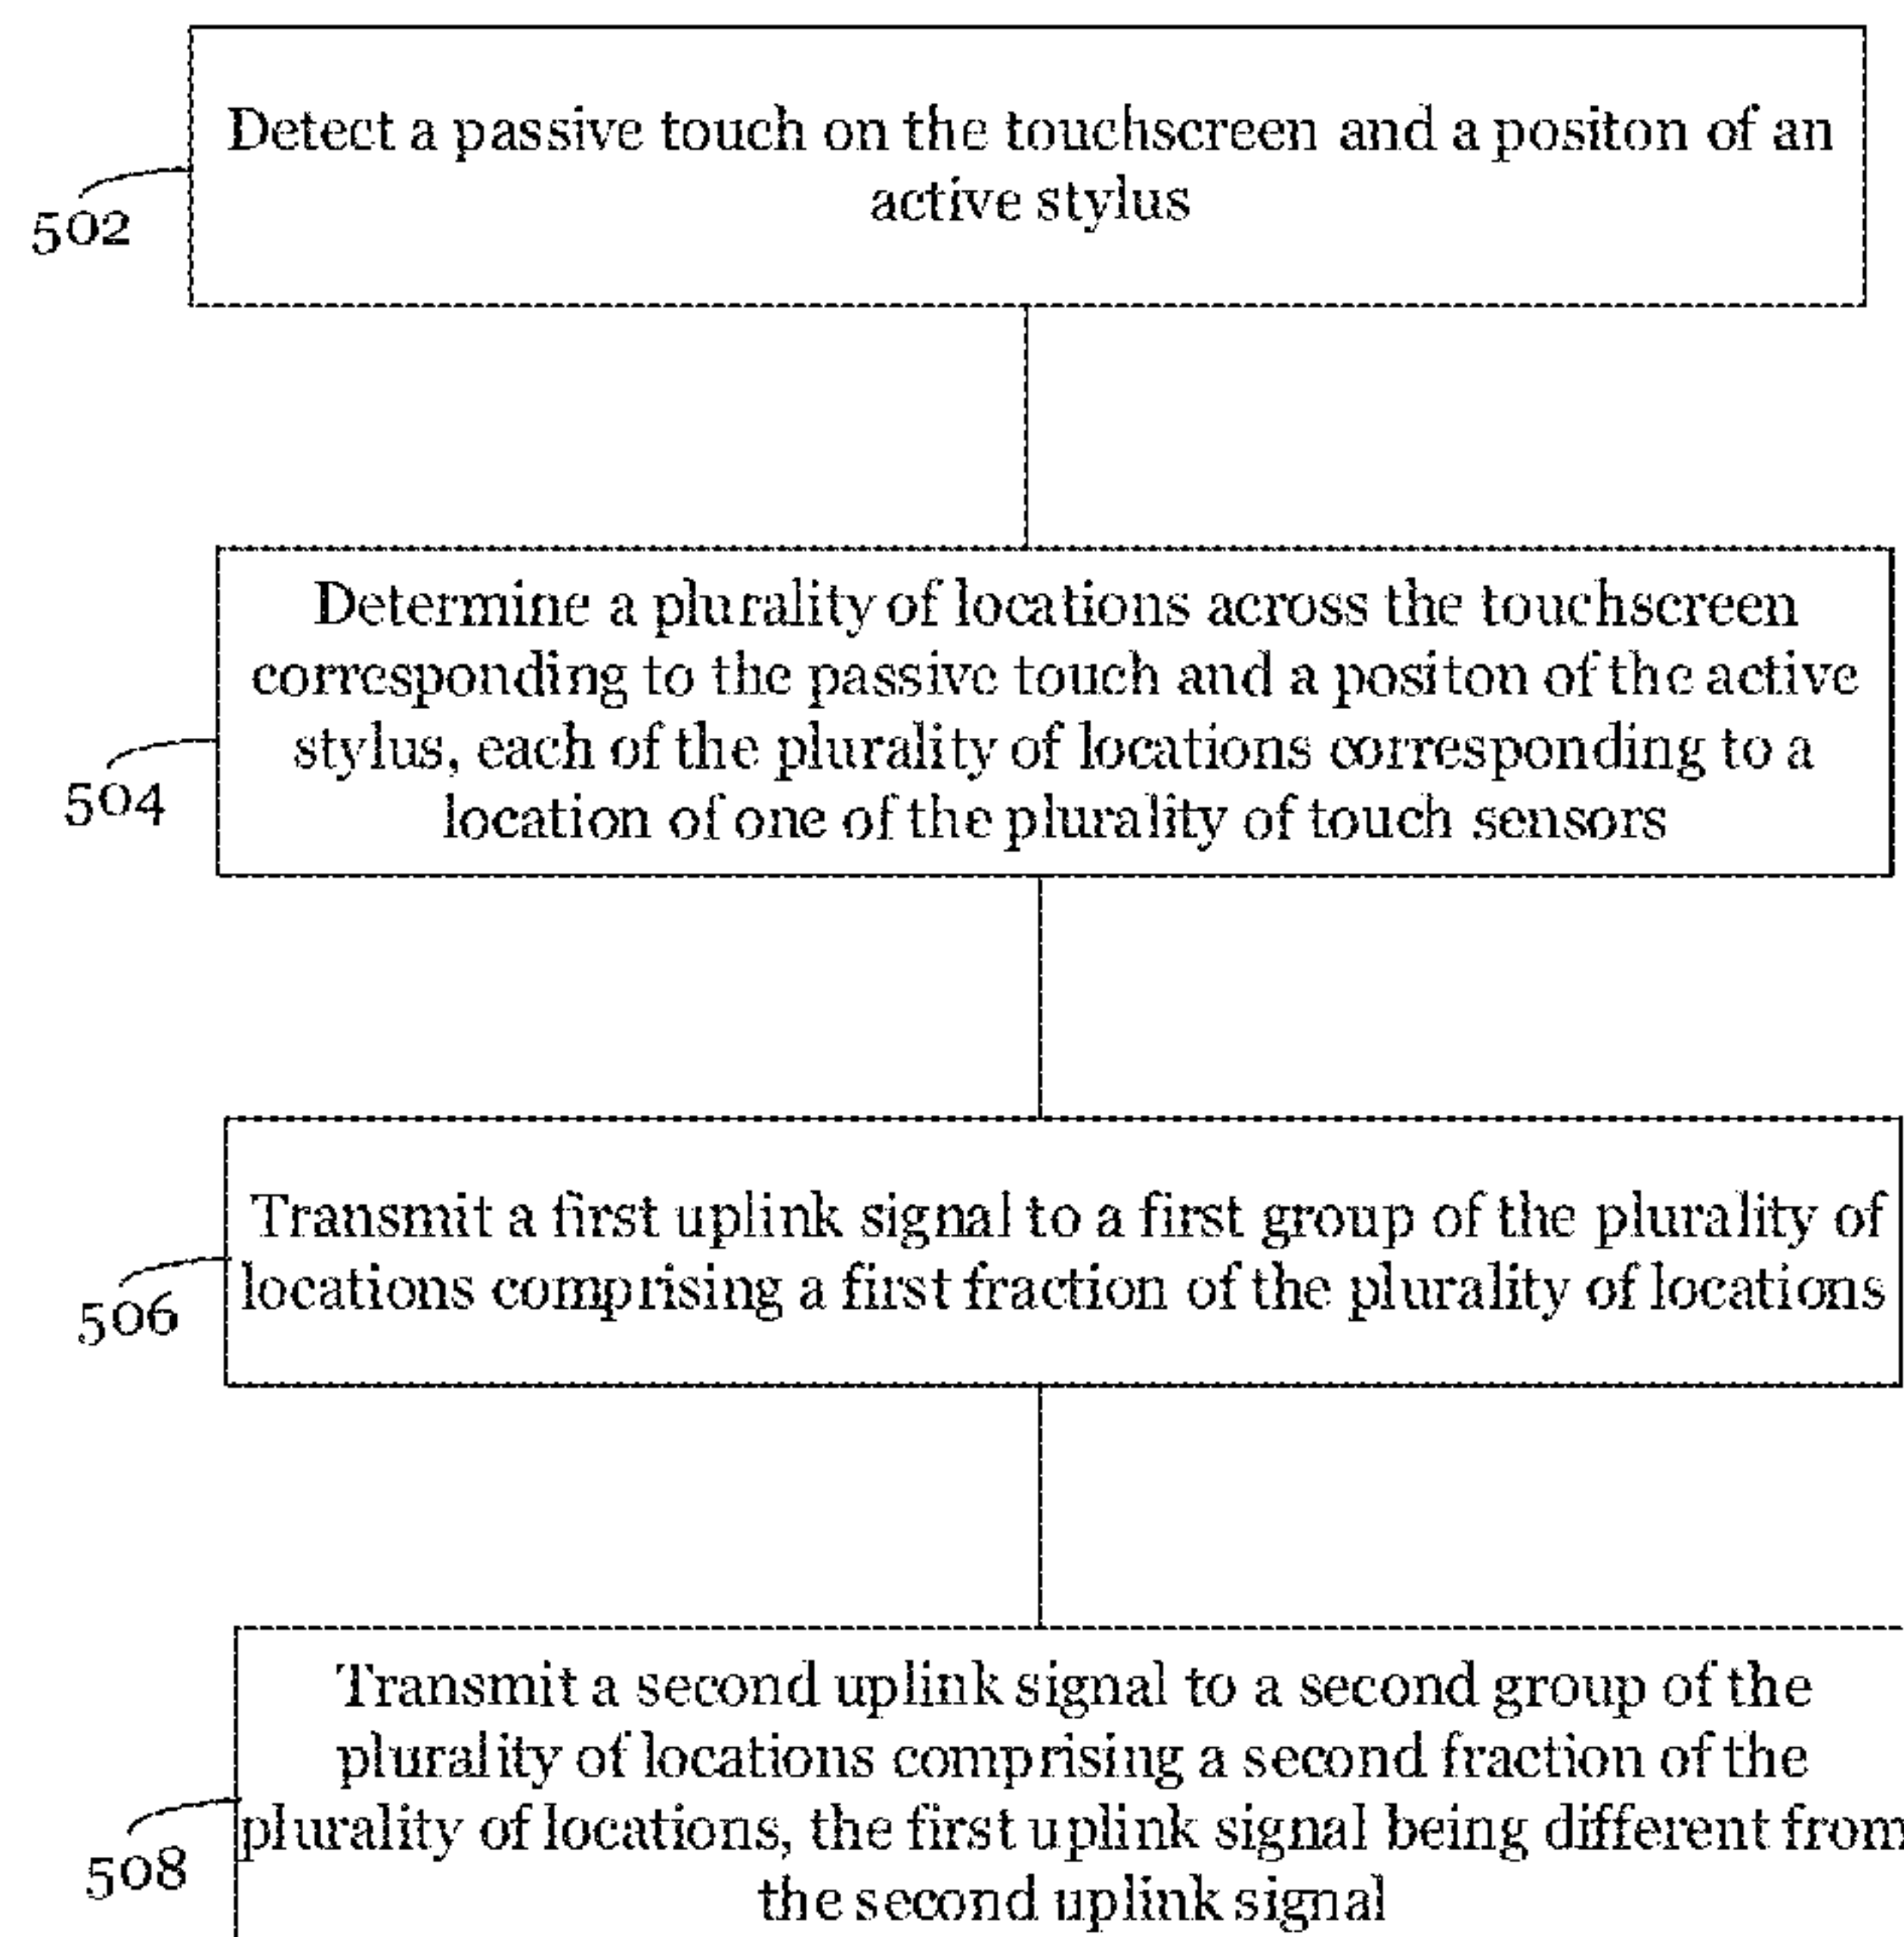 Detect a passive touch on the touchscreen and a positon of an
active stylus
502
Determine a plurality of locations across the touchscreen
corresponding to the passive touch and a positon of the active
stylus, each of the plurality of locations corresponding to a
location of one of the plurality of touch sensors
504
Transmit a first uplink signal to a first group of the plurality of
locations comprising a first fraction of the plurality of locations
506
Transmit a second uplink signal to a second group of the
plurality of locations comprising a second fraction of the
plurality of locations, the first uplink signal being different from
the second uplink signal
508